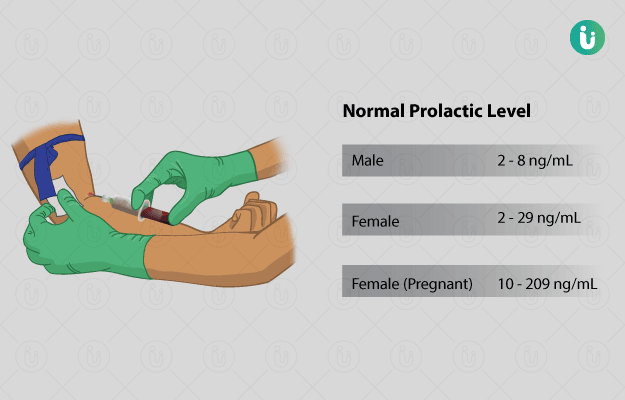 Normal Prolactic Level
Male 2 - 8 ng/mL
Female 2 - 29 ng/mL
Female (Pregnant) 10 - 209 ng/mL